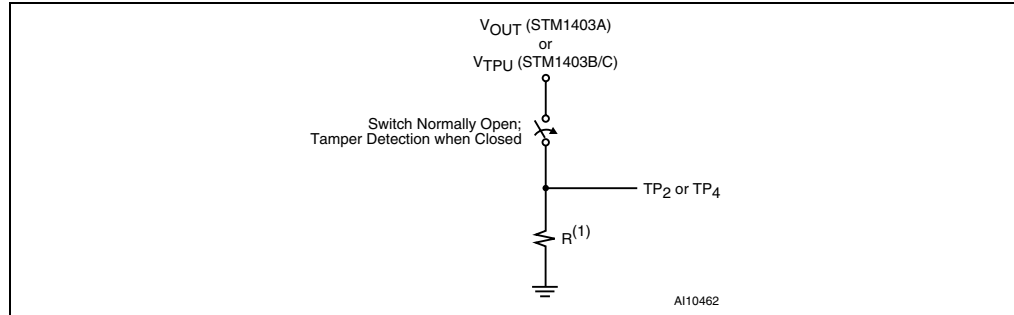 VOUT (STM1403A)
or
VTPU (STM1403B/C)
Switch Normally Open;
Tamper Detection when Closed
TP2 or TP4
R(1)
AI10462